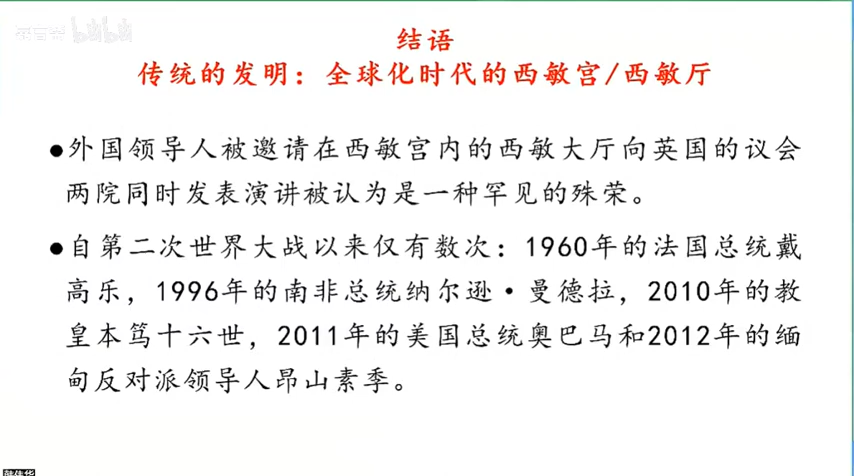 结语
传统的发明：全球化时代的西敏宫/西敏厅
●外国领导人被邀请在西敏宫内的西敏大厅向英国的议会
两院同时发表演讲被认为是一种罕见的殊荣。
●自第二次世界大战以来仅有数次：1960年的法国总统戴
高乐，1996年的南非总统纳尔逊·曼德拉，2010年的教
皇本笃十六世，2011年的美国总统奥巴马和2012年的缅
甸反对派领导人昂山素季。